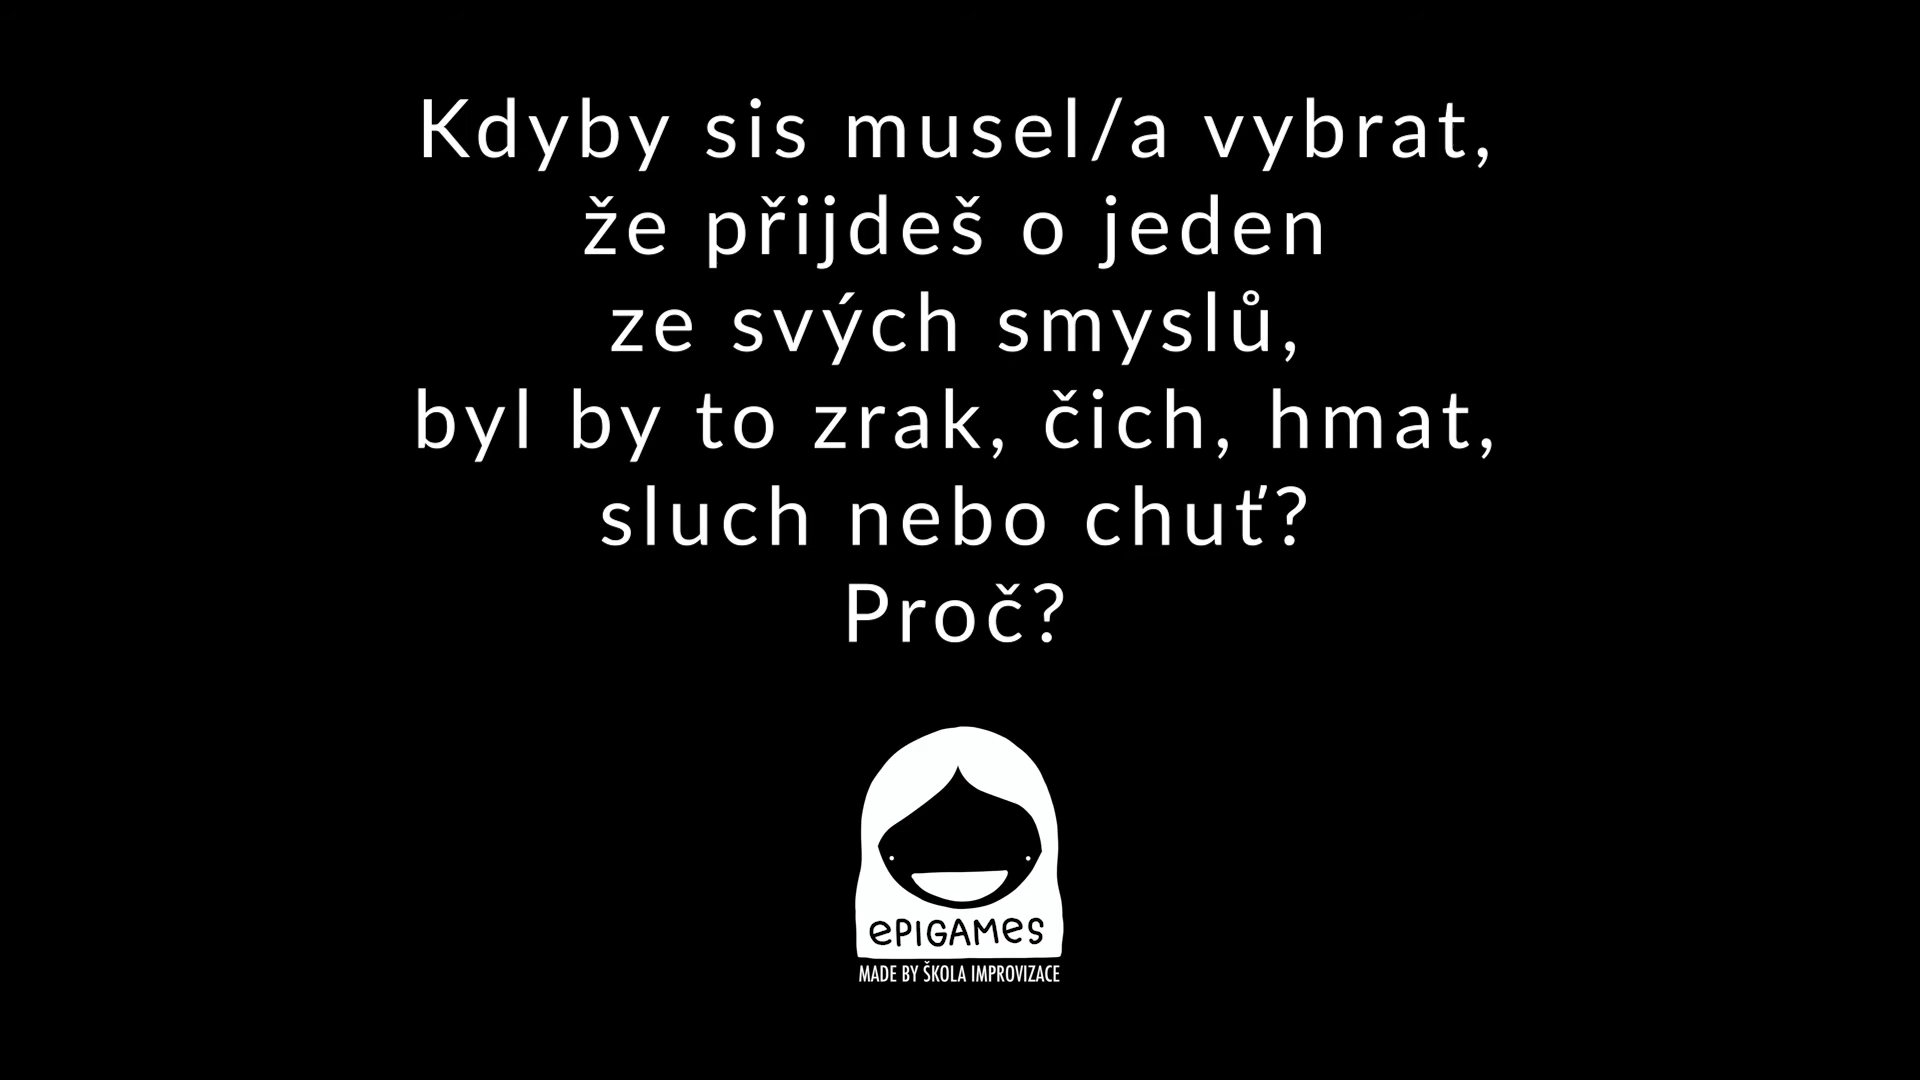 Kdyby sis musel/a vybrat,
že přijdeš o jeden
ze svých smyslů,
byl by to zrak, čich, hmat,
sluch nebo chuť?
Proč?
ePIGAMeS
MADE BY ŠKOLA IMPROVIZACE